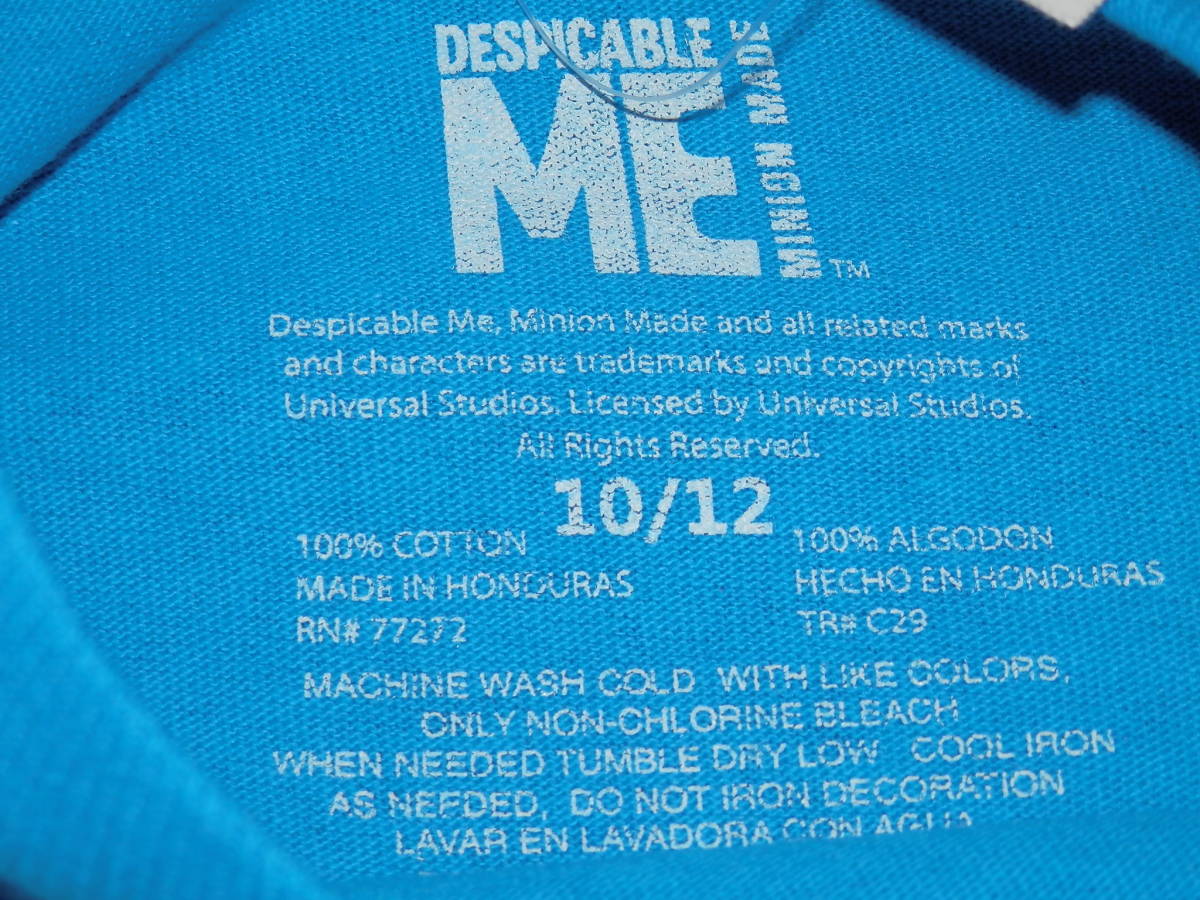 DESPICABLE
ME
MINION MADE
TM
Despicable Me, Minion Made and all related marks
and characters are trademarks and copyrights of
Universal Studios. Licensed by Universal Studios.
All Rights Reserved.
10/12
100% COTTON
MADE IN HONDURAS
RN# 77272
100% ALGODON
HECHO EN HONDURAS
TR# C29
MACHINE WASH COLD WITH LIKE COLORS,
ONLY NON-CHLORINE BLEACH
WHEN NEEDED TUMBLE DRY LOW COOL IRON
AS NEEDED, DO NOT IRON DECORATION
LAVAR EN LAVADORA CON AGUA